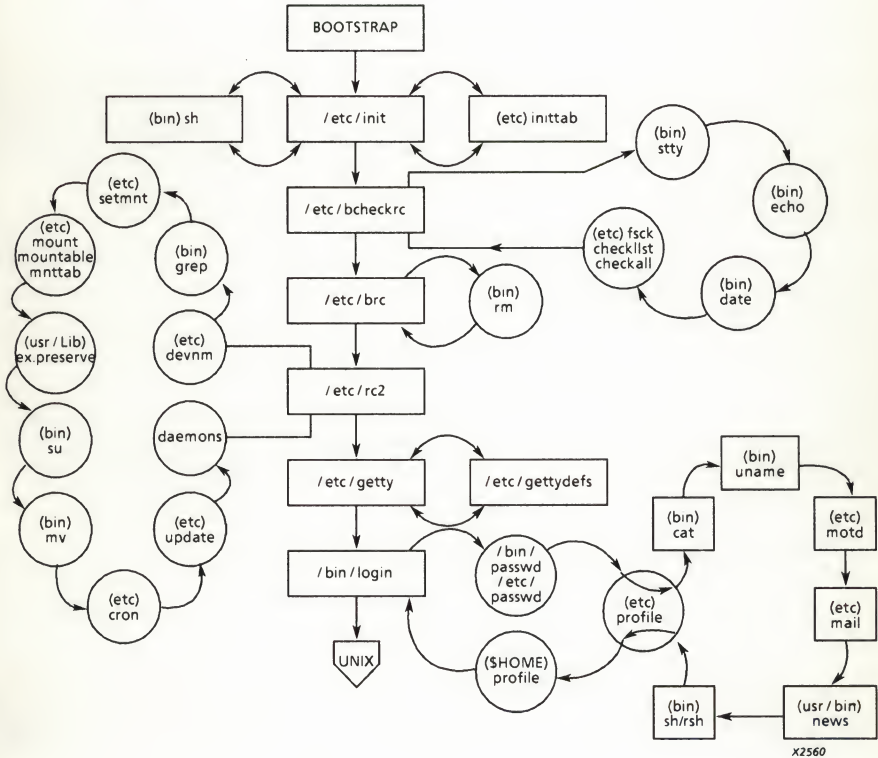 BOOTSTRAP
(bin) sh
/etc/init
(etc) inittab
(bin)
stty
(bin)
echo
(bin)
date
(etc) fsck
checklist
checkall
/etc/bcheckrc
/etc/brc
(bin)
rm
/etc/rc2
(etc)
devnm
(bin)
grep
(etc)
setmnt
(etc)
mount
mountable
mnttab
(usr/Lib)
ex.preserve
(bin)
su
(bin)
mv
(etc)
cron
(etc)
update
daemons
/etc/getty
/etc/gettydefs
/bin/login
/bin/
passwd
/etc/
passwd
(etc)
profile
(bin)
cat
(bin)
uname
(etc)
motd
(etc)
mail
(usr/bin)
news
(bin)
sh/rsh
($HOME)
profile
UNIX
X2560